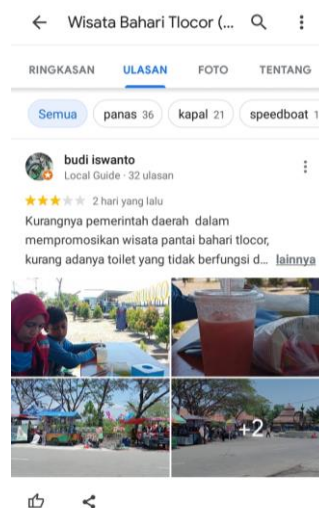 Wisata Bahari Tlocor (...
RINGKASAN ULASAN FOTO TENTANG
Semua panas 36 kapal 21 speedboat 1
budi iswanto
Local Guide · 32 ulasan
2 hari yang lalu
Kurangnya pemerintah daerah dalam
mempromosikan wisata pantai bahari tlocor,
kurang adanya toilet yang tidak berfungsi d... lainnya
+2